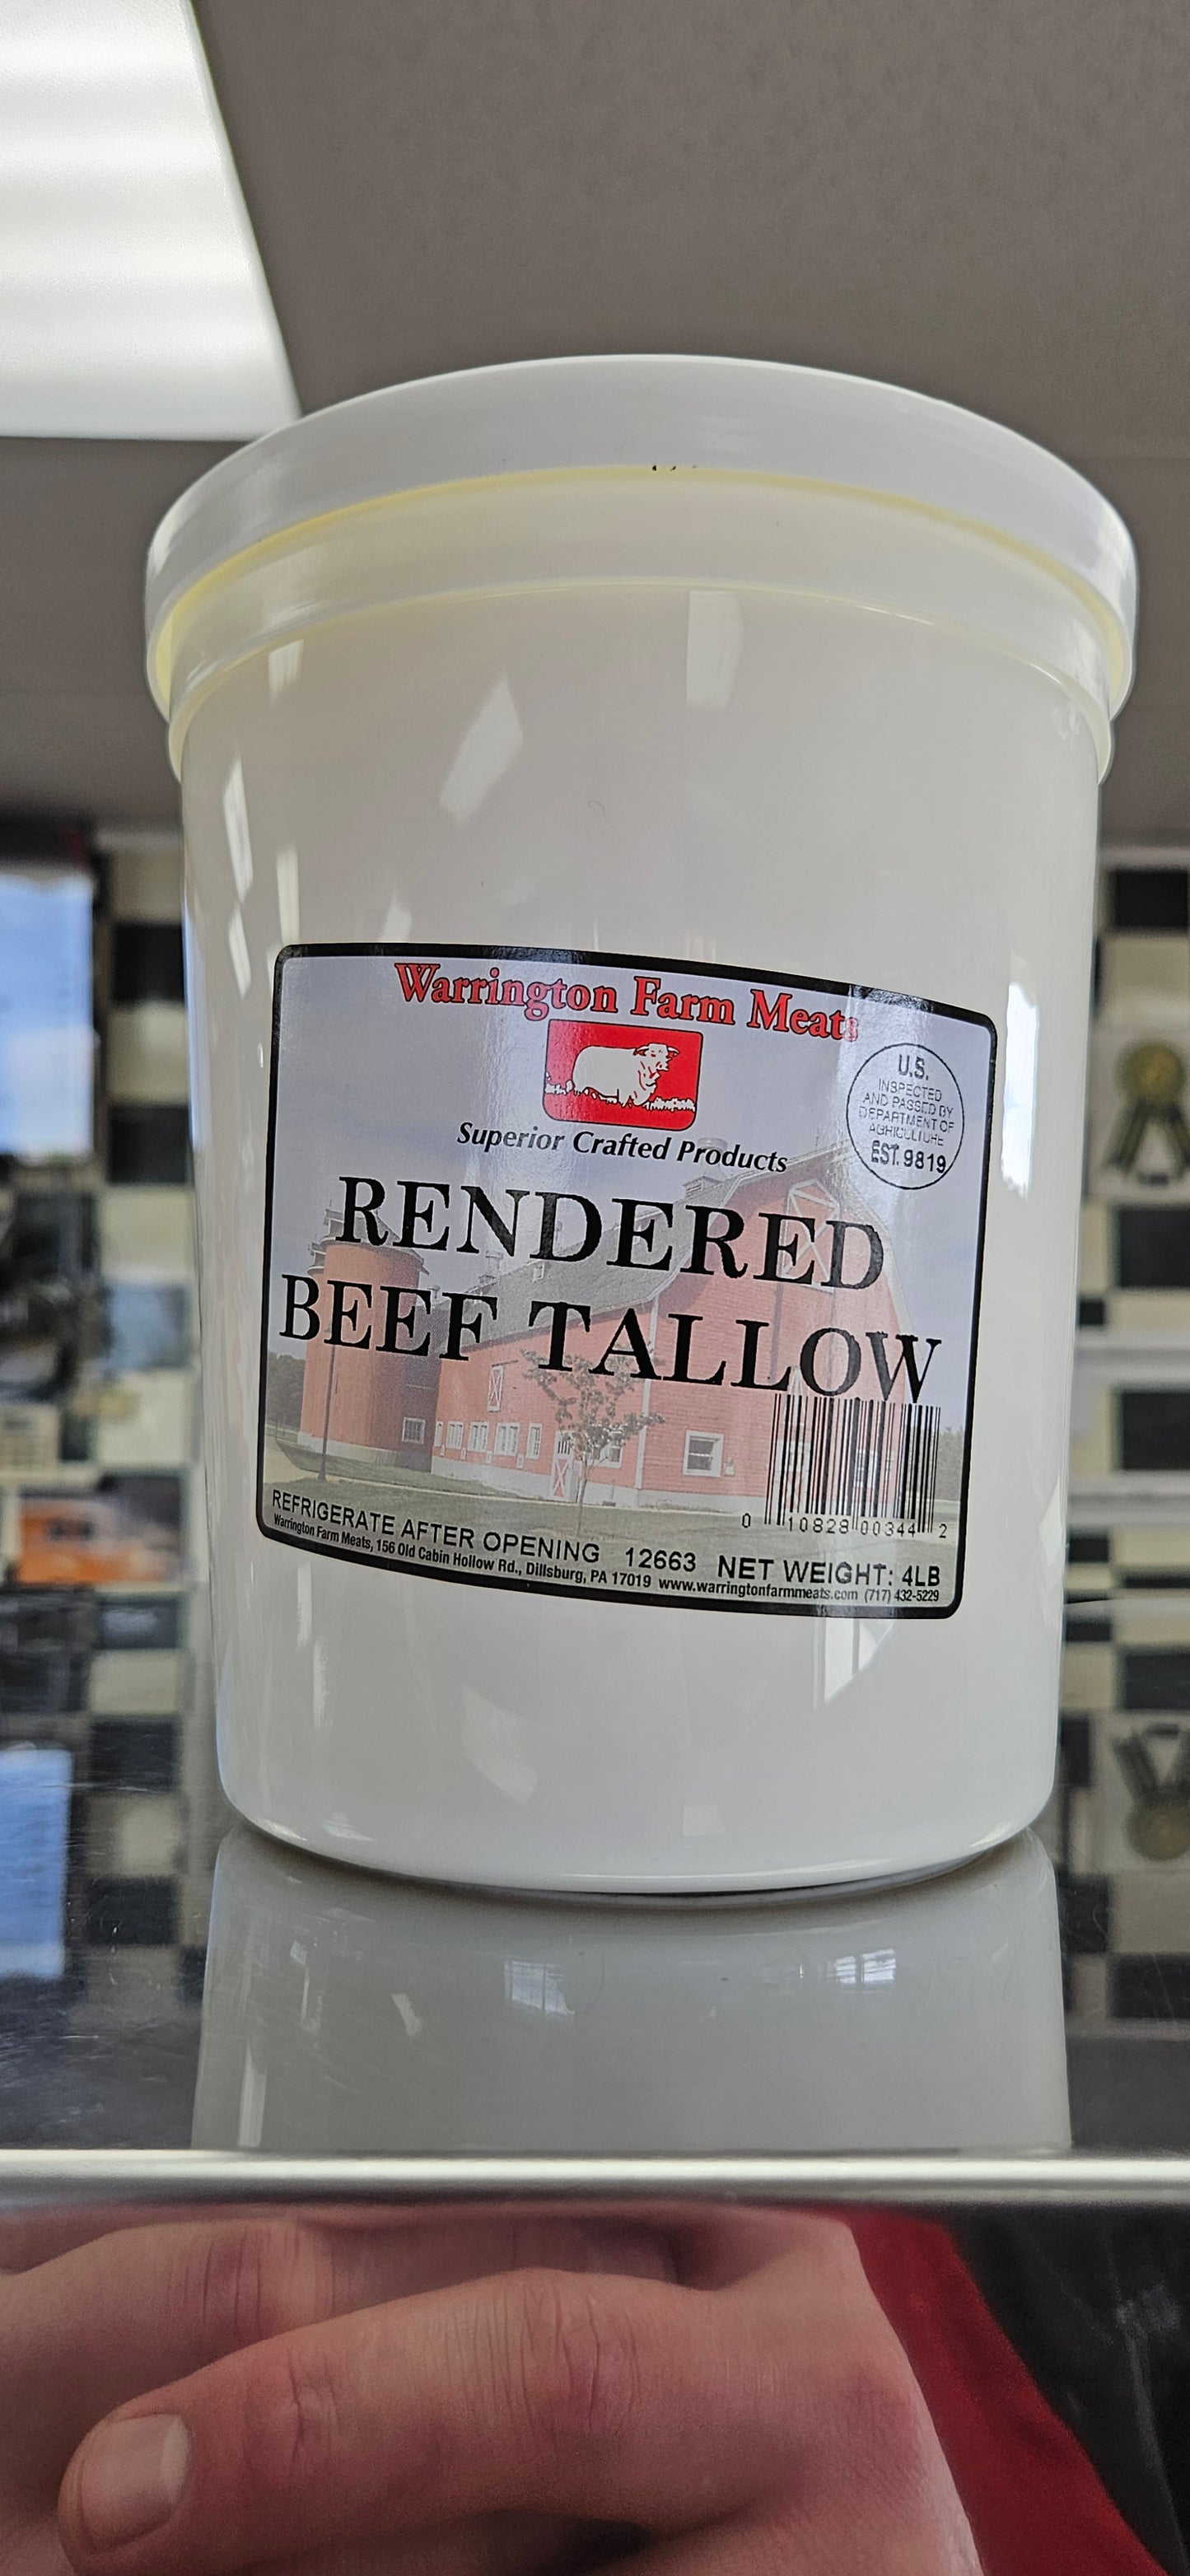 Warrington Farm Meats
Superior Crafted Products
U.S.
INSPECTED
AND PASSED BY
DEPARTMENT OF
AGRICULTURE
EST. 9819
RENDERED
BEEF TALLOW
0 10828 00344 2
REFRIGERATE AFTER OPENING 12663 NET WEIGHT: 4LB
Warrington Farm Meats, 156 Old Cabin Hollow Rd., Dillsburg, PA 17019 www.warringtonfarmmeats.com (717) 432-5229